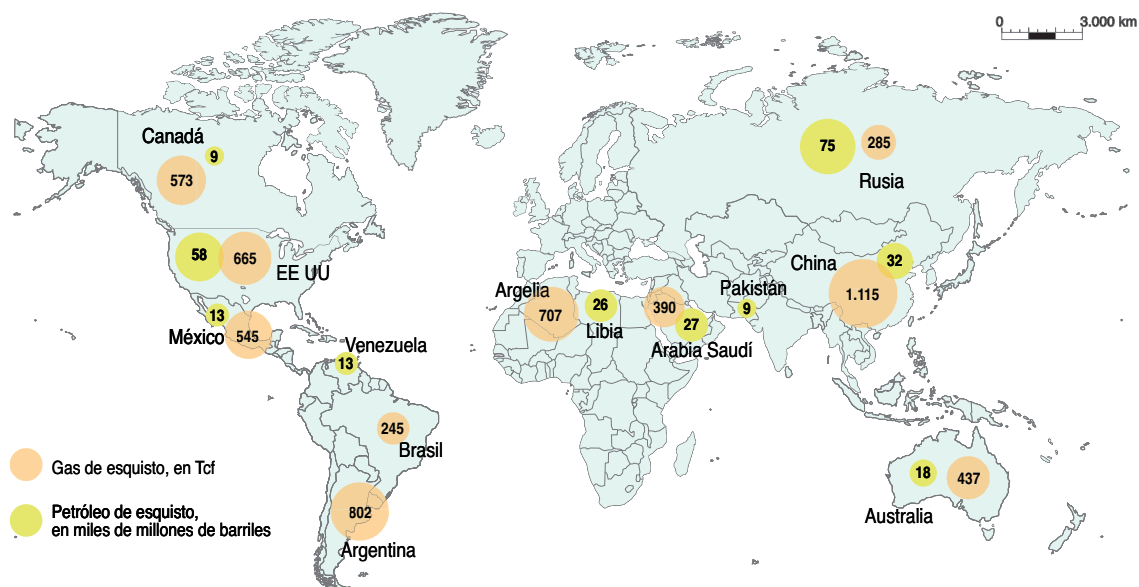 0 3.000 km
Canadá
9
573
75
285
Rusia
58
665
EE UU
China
32
1.115
Pakistán
9
Argelia
707
26
Libia
390
27
Arabia Saudí
13
México
545
Venezuela
13
245
Brasil
Gas de esquisto, en Tcf
Petróleo de esquisto,
en miles de millones de barriles
802
Argentina
18
437
Australia